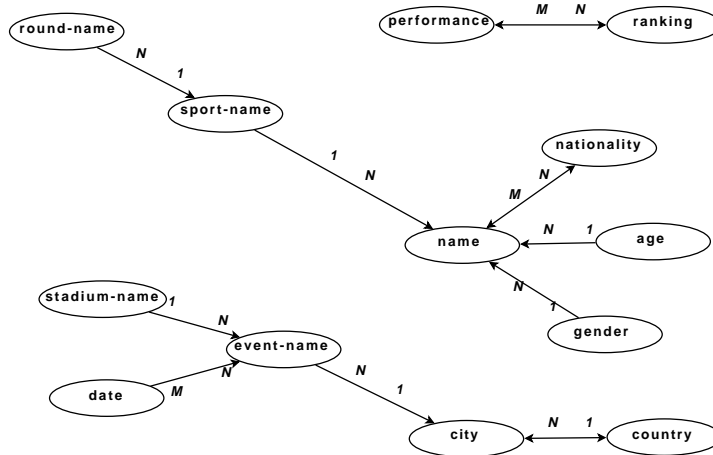 round-name
performance
M
N
ranking
N
1
sport-name
1
N
nationality
N
M
name
N
1
age
N
1
gender
stadium-name
1
N
event-name
date
M
N
N
1
city
N
1
country